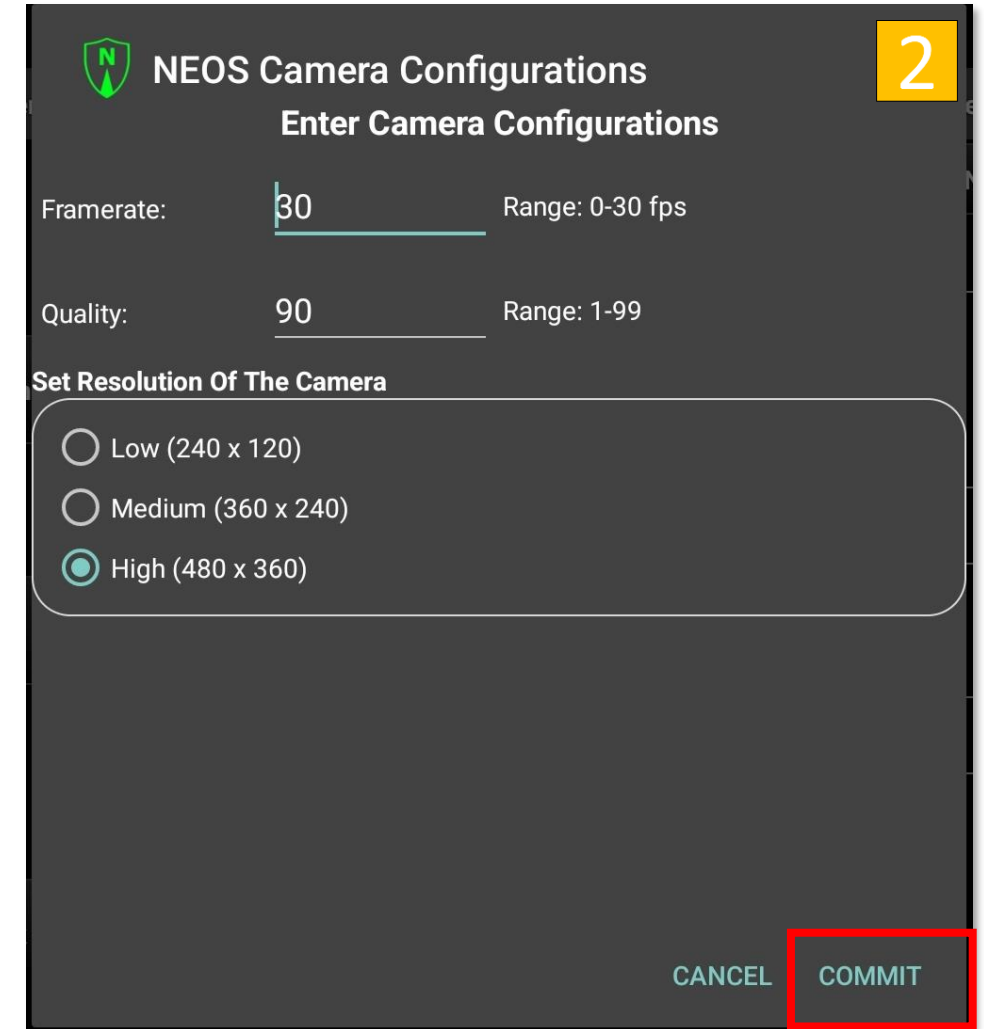 N
NEOS Camera Configurations
2
Enter Camera Configurations
Framerate: 30 Range: 0-30 fps
Quality: 90 Range: 1-99
Set Resolution Of The Camera
Low (240 x 120)
Medium (360 x 240)
High (480 x 360)
CANCEL COMMIT